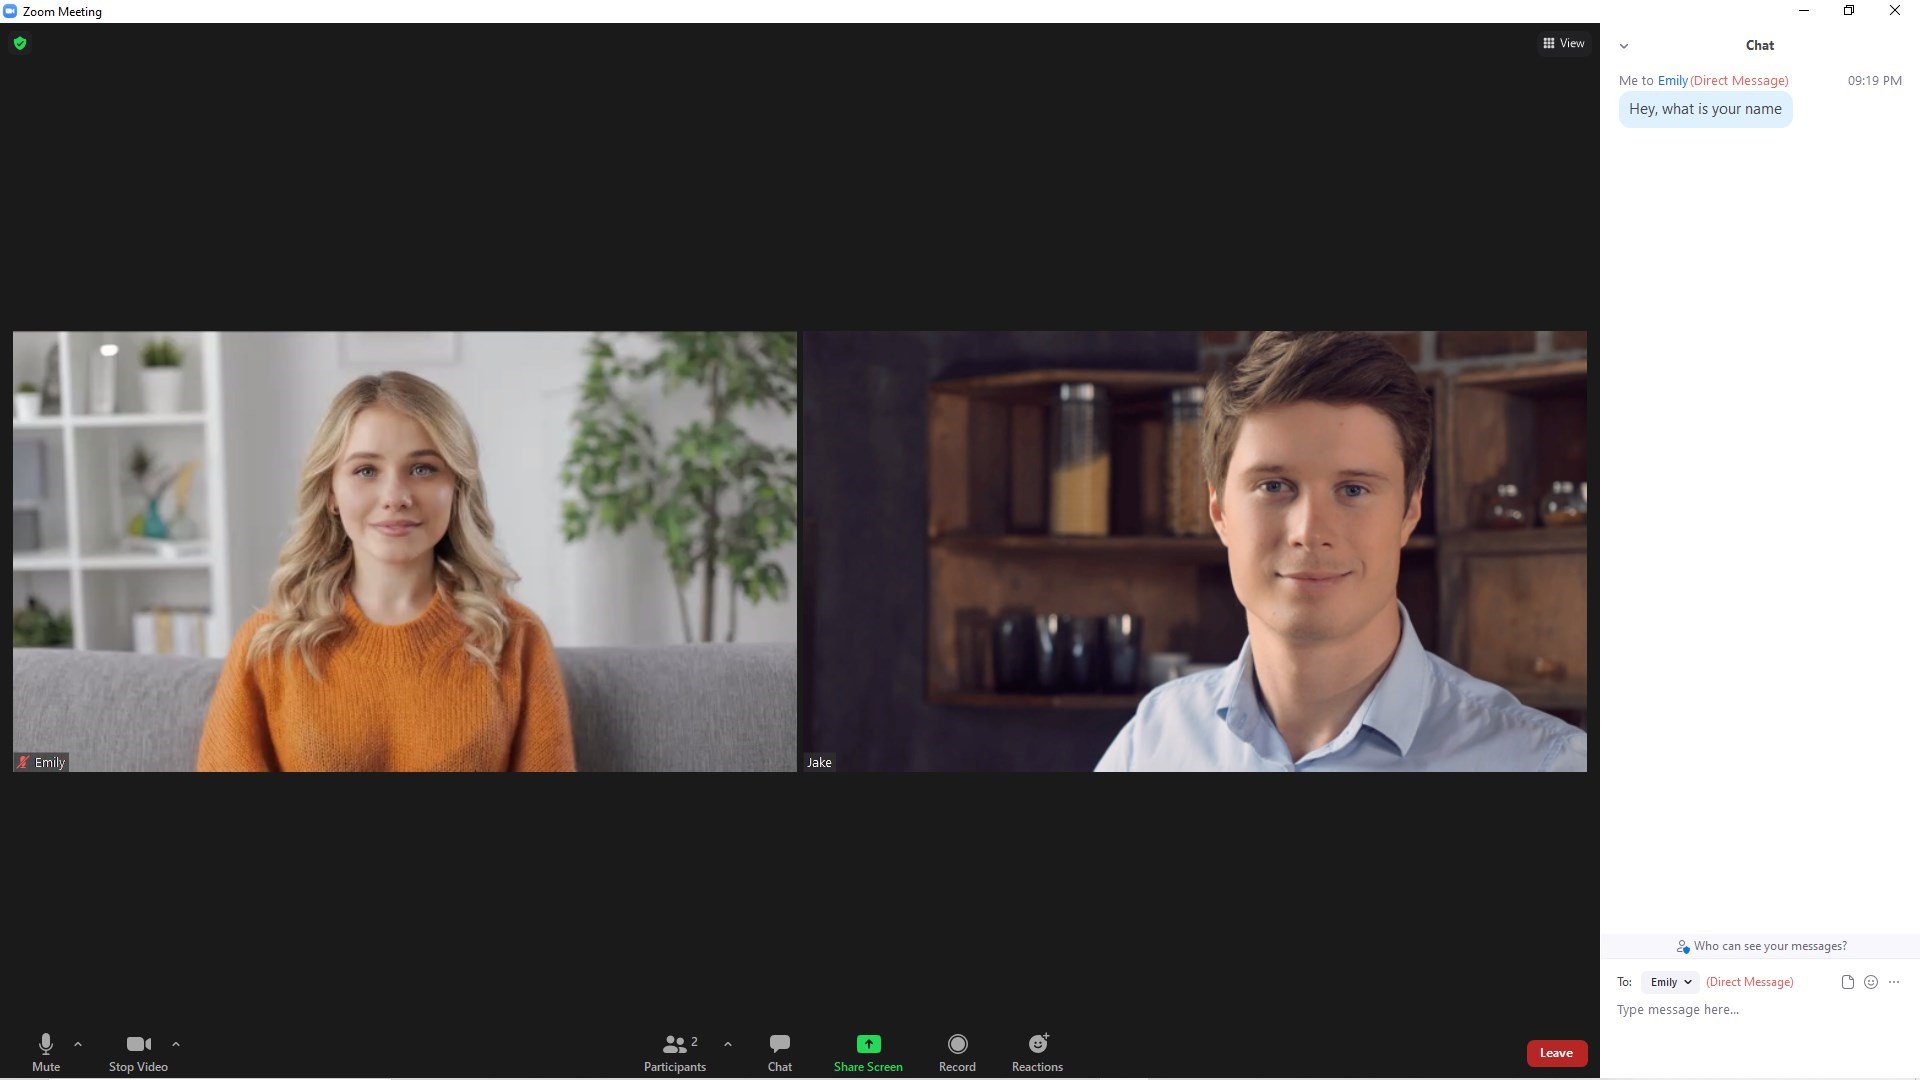 Zoom Meeting
View
Chat
Me to Emily(Direct Message) 09:19 PM
Hey, what is your name
Emily
Jake
Who can see your messages?
To: Emily (Direct Message)
Type message here...
Mute
Stop Video
Participants 2
Chat
Share Screen
Record
Reactions
Leave